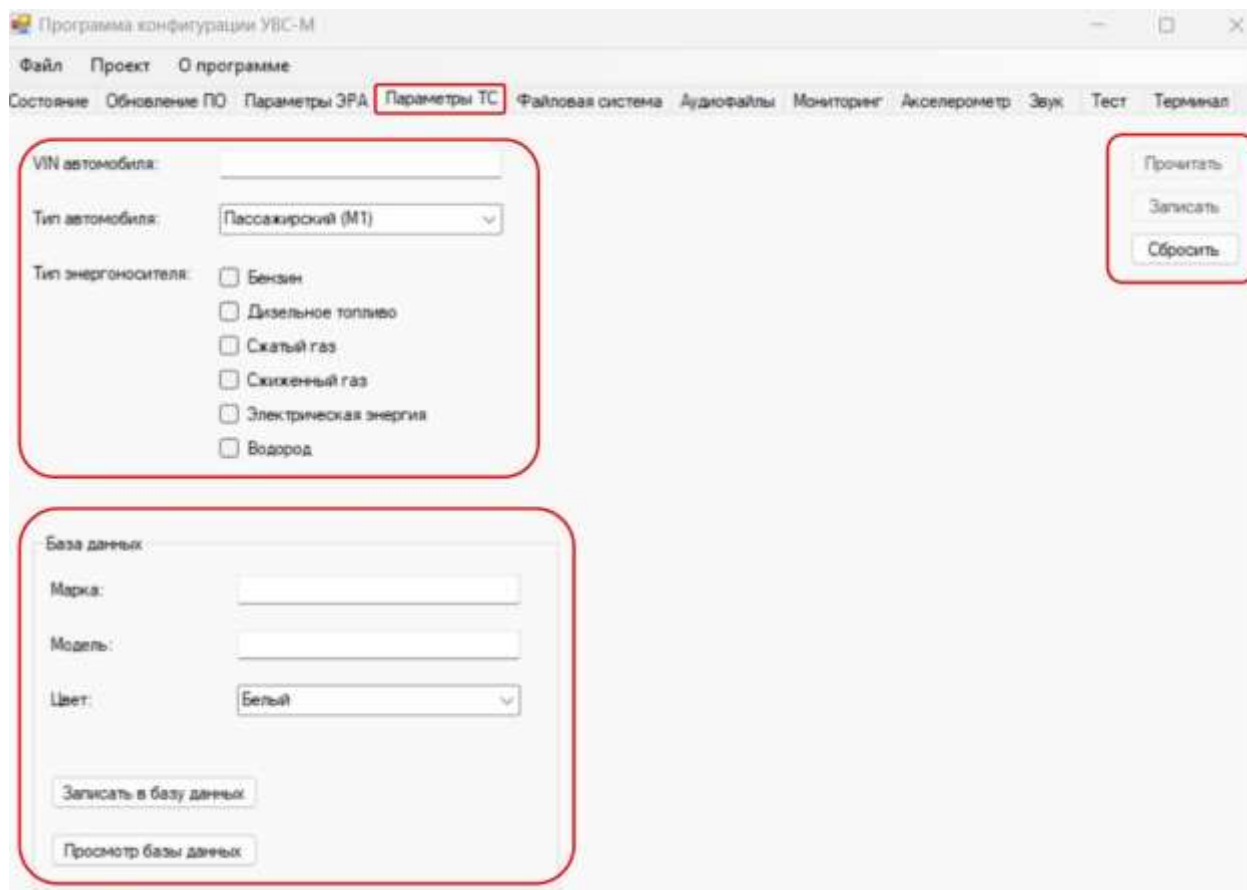 Программа конфигурации УВС-М
Файл Проект О программе
Состояние Обновление ПО Параметры ЭРА Параметры ТС Файловая система Аудиофайлы Мониторинг Акселерометр Звук Тест Терминал
VIN автомобиля:
Прочитать
Тип автомобиля: Пассажирский (М1)
Записать
Сбросить
Тип энергоносителя:
Бензин
Дизельное топливо
Сжатый газ
Сжиженный газ
Электрическая энергия
Водород
База данных
Марка:
Модель:
Цвет: Белый
Записать в базу данных
Просмотр базы данных